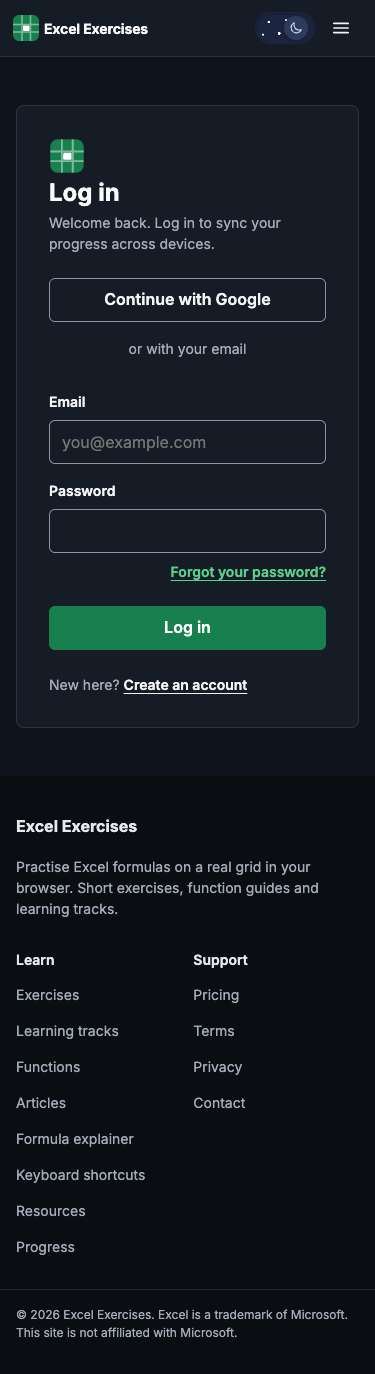 Excel Exercises
Log in
Welcome back. Log in to sync your
progress across devices.
Continue with Google
or with your email
Email
you@example.com
Password
Forgot your password?
Log in
New here? Create an account
Excel Exercises
Practise Excel formulas on a real grid in your
browser. Short exercises, function guides and
learning tracks.
Learn
Exercises
Learning tracks
Functions
Articles
Formula explainer
Keyboard shortcuts
Resources
Progress
Support
Pricing
Terms
Privacy
Contact
© 2026 Excel Exercises. Excel is a trademark of Microsoft.
This site is not affiliated with Microsoft.